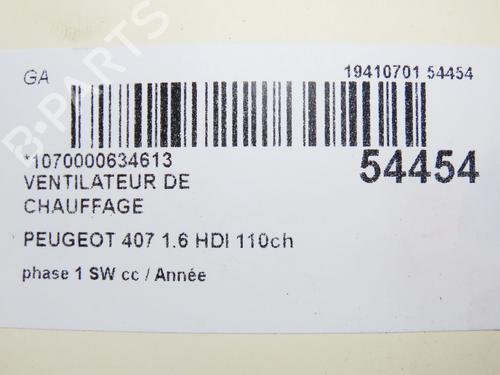 GA
19410701 54454
*1070000634613
54454
VENTILATEUR DE
CHAUFFAGE
PEUGEOT 407 1.6 HDI 110ch
phase 1 SW cc / Année
B-PARTS